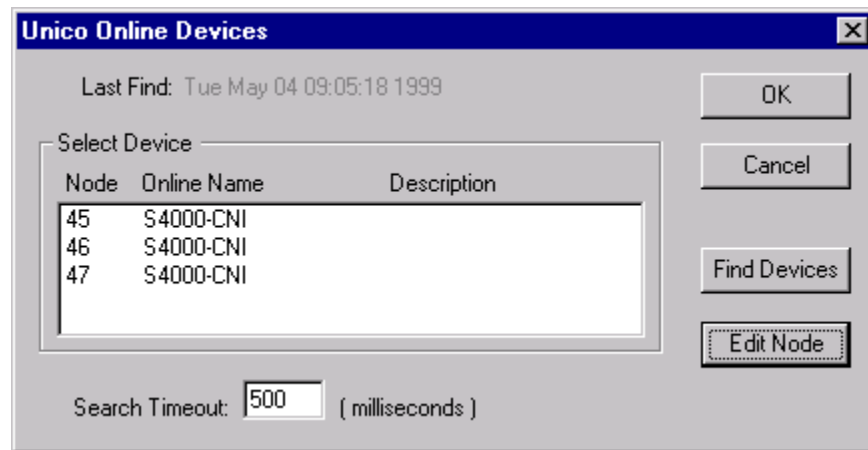 Unico Online Devices
Last Find: Tue May 04 09:05:18 1999
OK
Select Device
Cancel
Node Online Name Description
45 S4000-CNI
46 S4000-CNI
47 S4000-CNI
Find Devices
Edit Node
Search Timeout: 500 ( milliseconds )